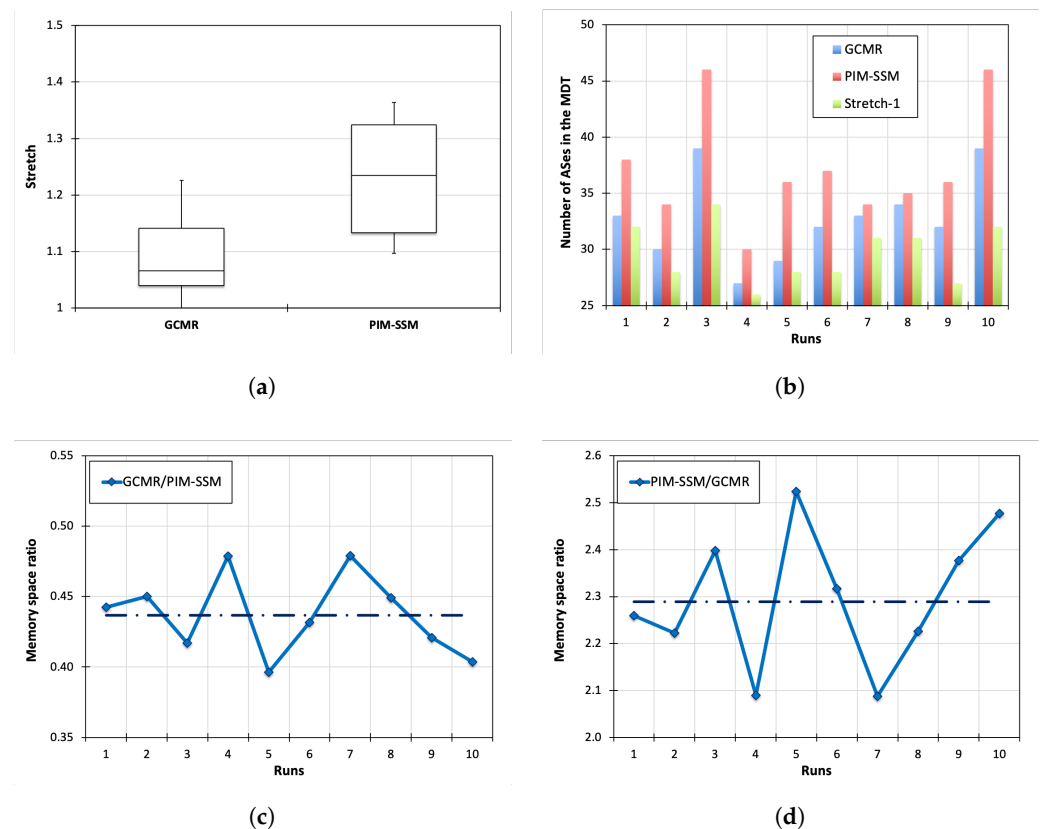 1.5
1.4
1.3
1.2
1.1
1
Stretch
GCMR
PIM-SSM
(a)
50
45
40
35
30
25
Number of ASes in the MDT
GCMR
PIM-SSM
Stretch-1
1 2 3 4 5 6 7 8 9 10
Runs
(b)
0.55
0.50
0.45
0.40
0.35
Memory space ratio
GCMR/PIM-SSM
1 2 3 4 5 6 7 8 9 10
Runs
(c)
2.6
2.5
2.4
2.3
2.2
2.1
2.0
Memory space ratio
PIM-SSM/GCMR
1 2 3 4 5 6 7 8 9 10
Runs
(d)